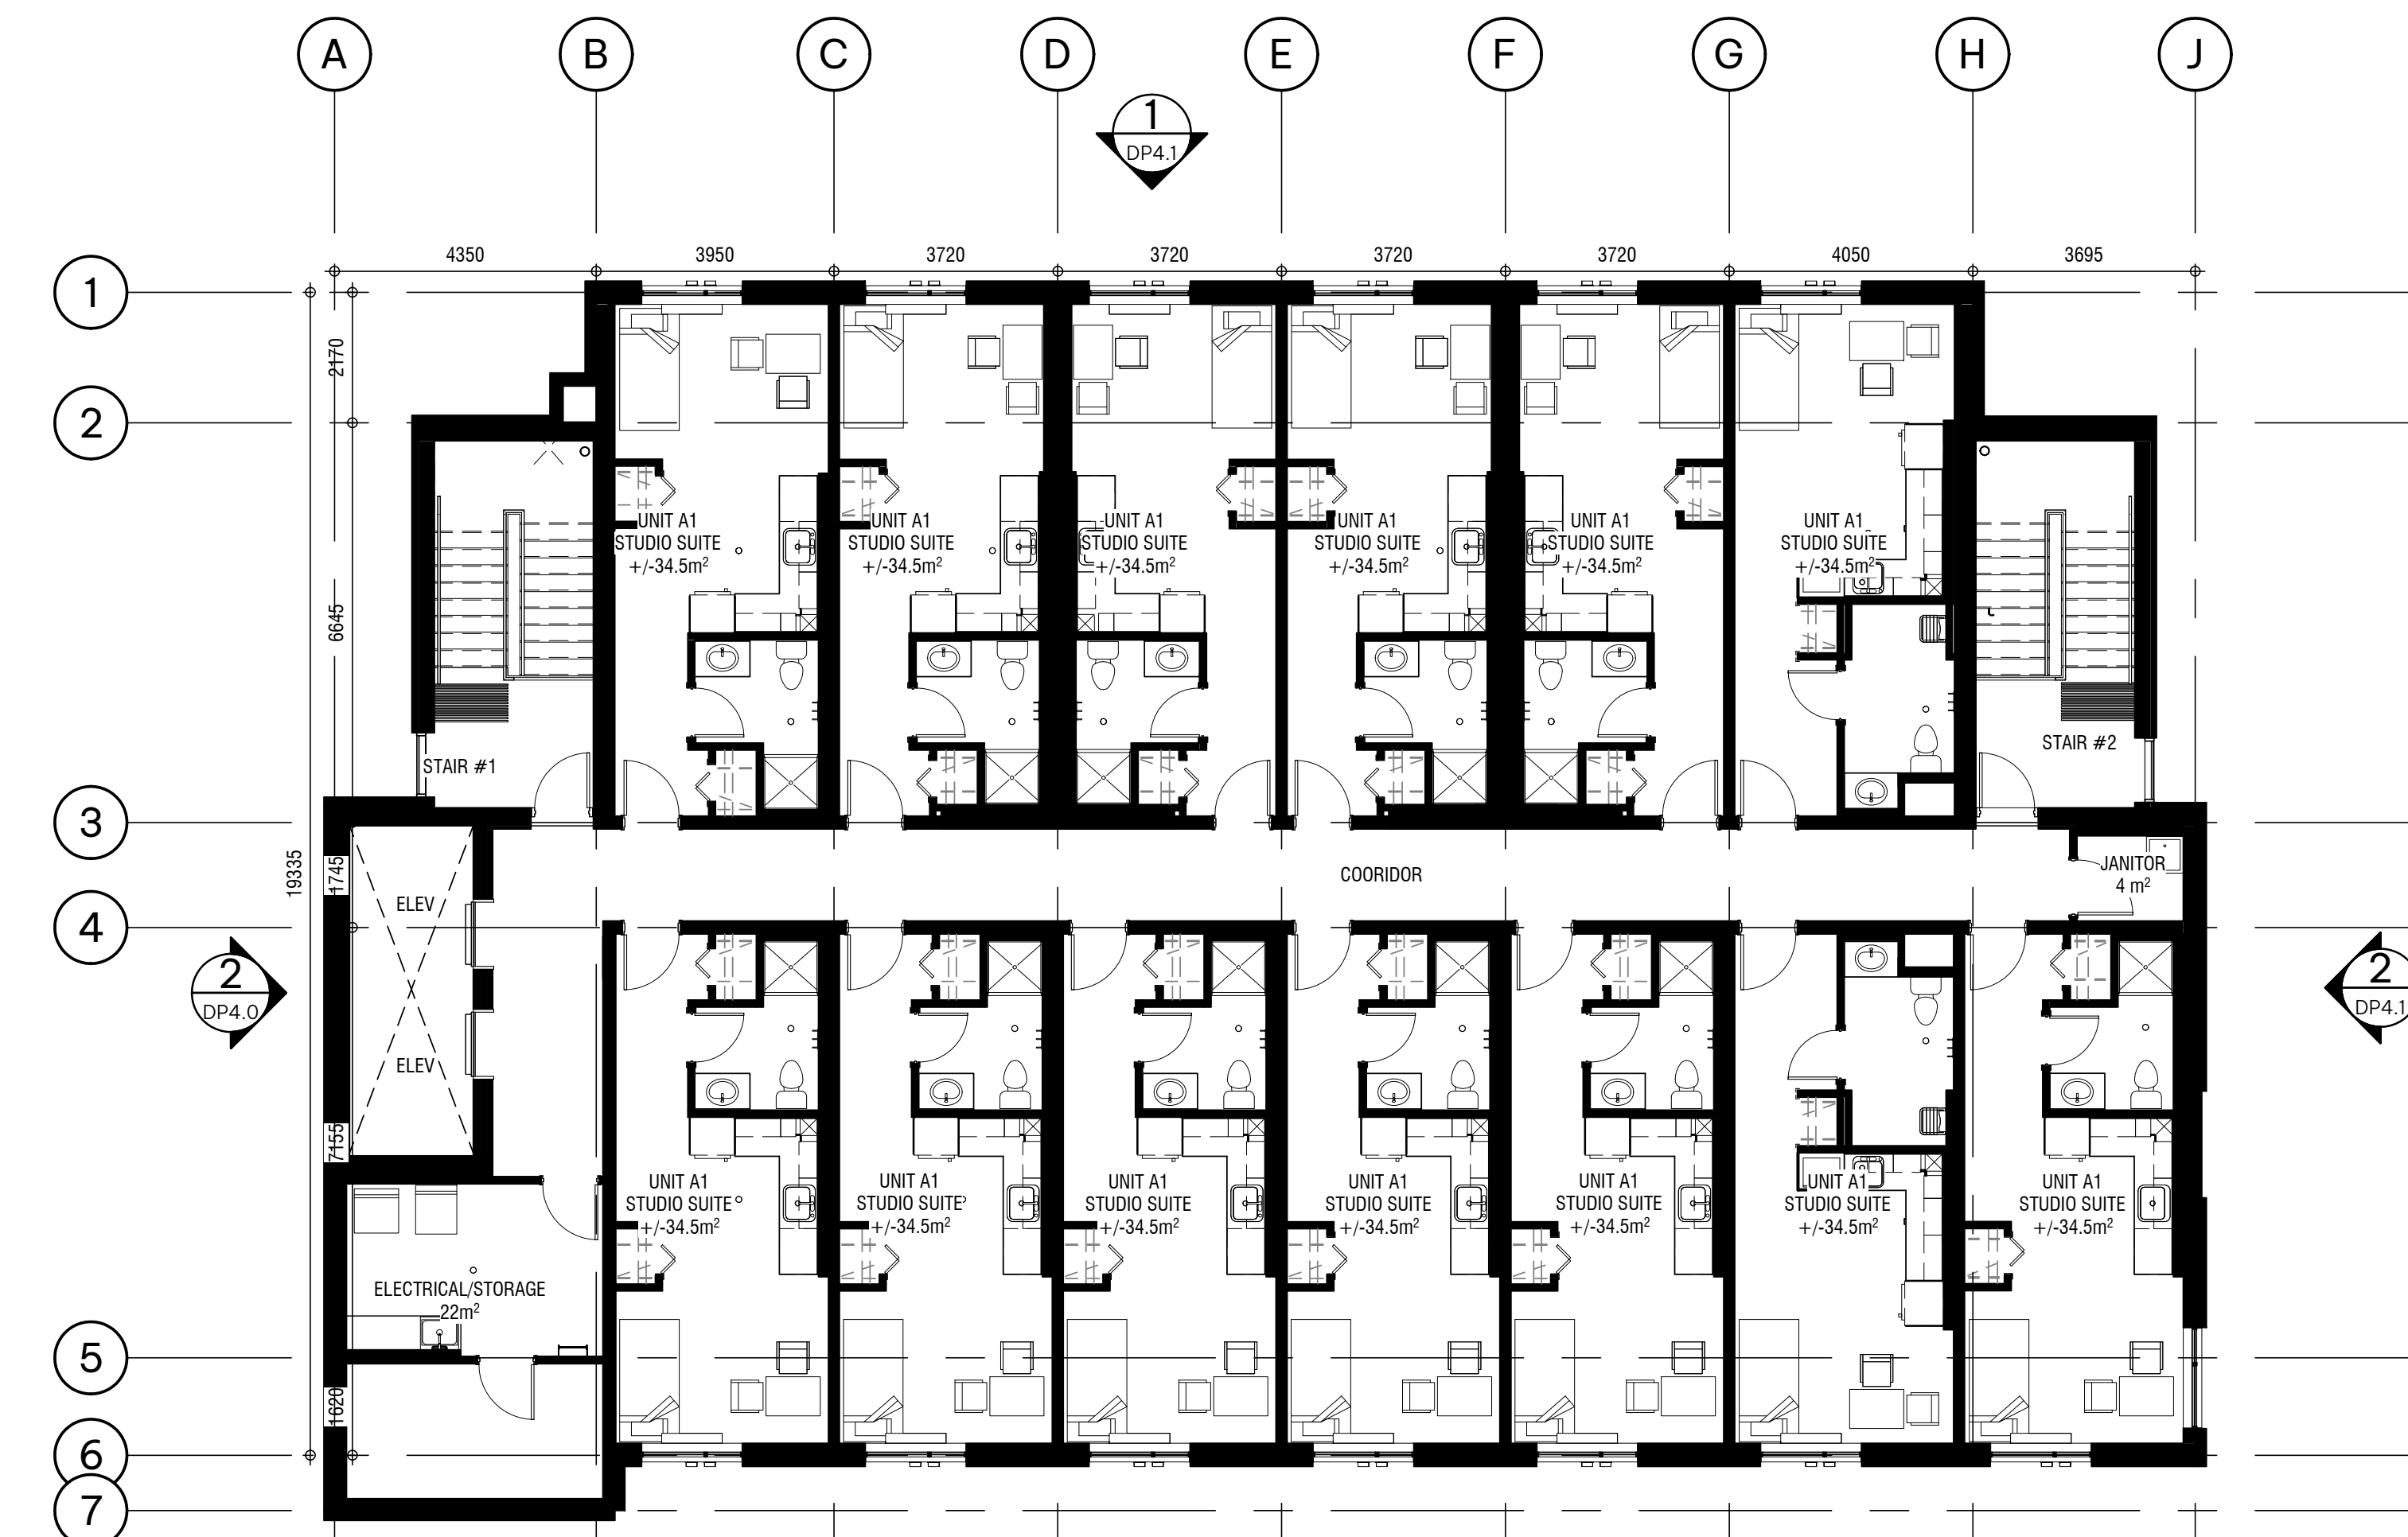 A B C D E F G H J
1
DP4.1
4350 3950 3720 3720 3720 3720 4050 3695
1
2170
2
UNIT A1 UNIT A1 UNIT A1 UNIT A1 UNIT A1 UNIT A1
STUDIO SUITE STUDIO SUITE STUDIO SUITE STUDIO SUITE STUDIO SUITE STUDIO SUITE
+/-34.5m² +/-34.5m² +/-34.5m² +/-34.5m² +/-34.5m² +/-34.5m²
6645
STAIR #2
STAIR #1
3
19335
1745
COORIDOR
JANITOR
4 m²
ELEV
4
2
DP4.0
2
DP4.1
ELEV
7155
UNIT A1 UNIT A1 UNIT A1 UNIT A1 UNIT A1 UNIT A1 UNIT A1
STUDIO SUITE STUDIO SUITE STUDIO SUITE STUDIO SUITE STUDIO SUITE STUDIO SUITE STUDIO SUITE
+/-34.5m² +/-34.5m² +/-34.5m² +/-34.5m² +/-34.5m² +/-34.5m² +/-34.5m²
ELECTRICAL/STORAGE
22m²
5
1620
6
7